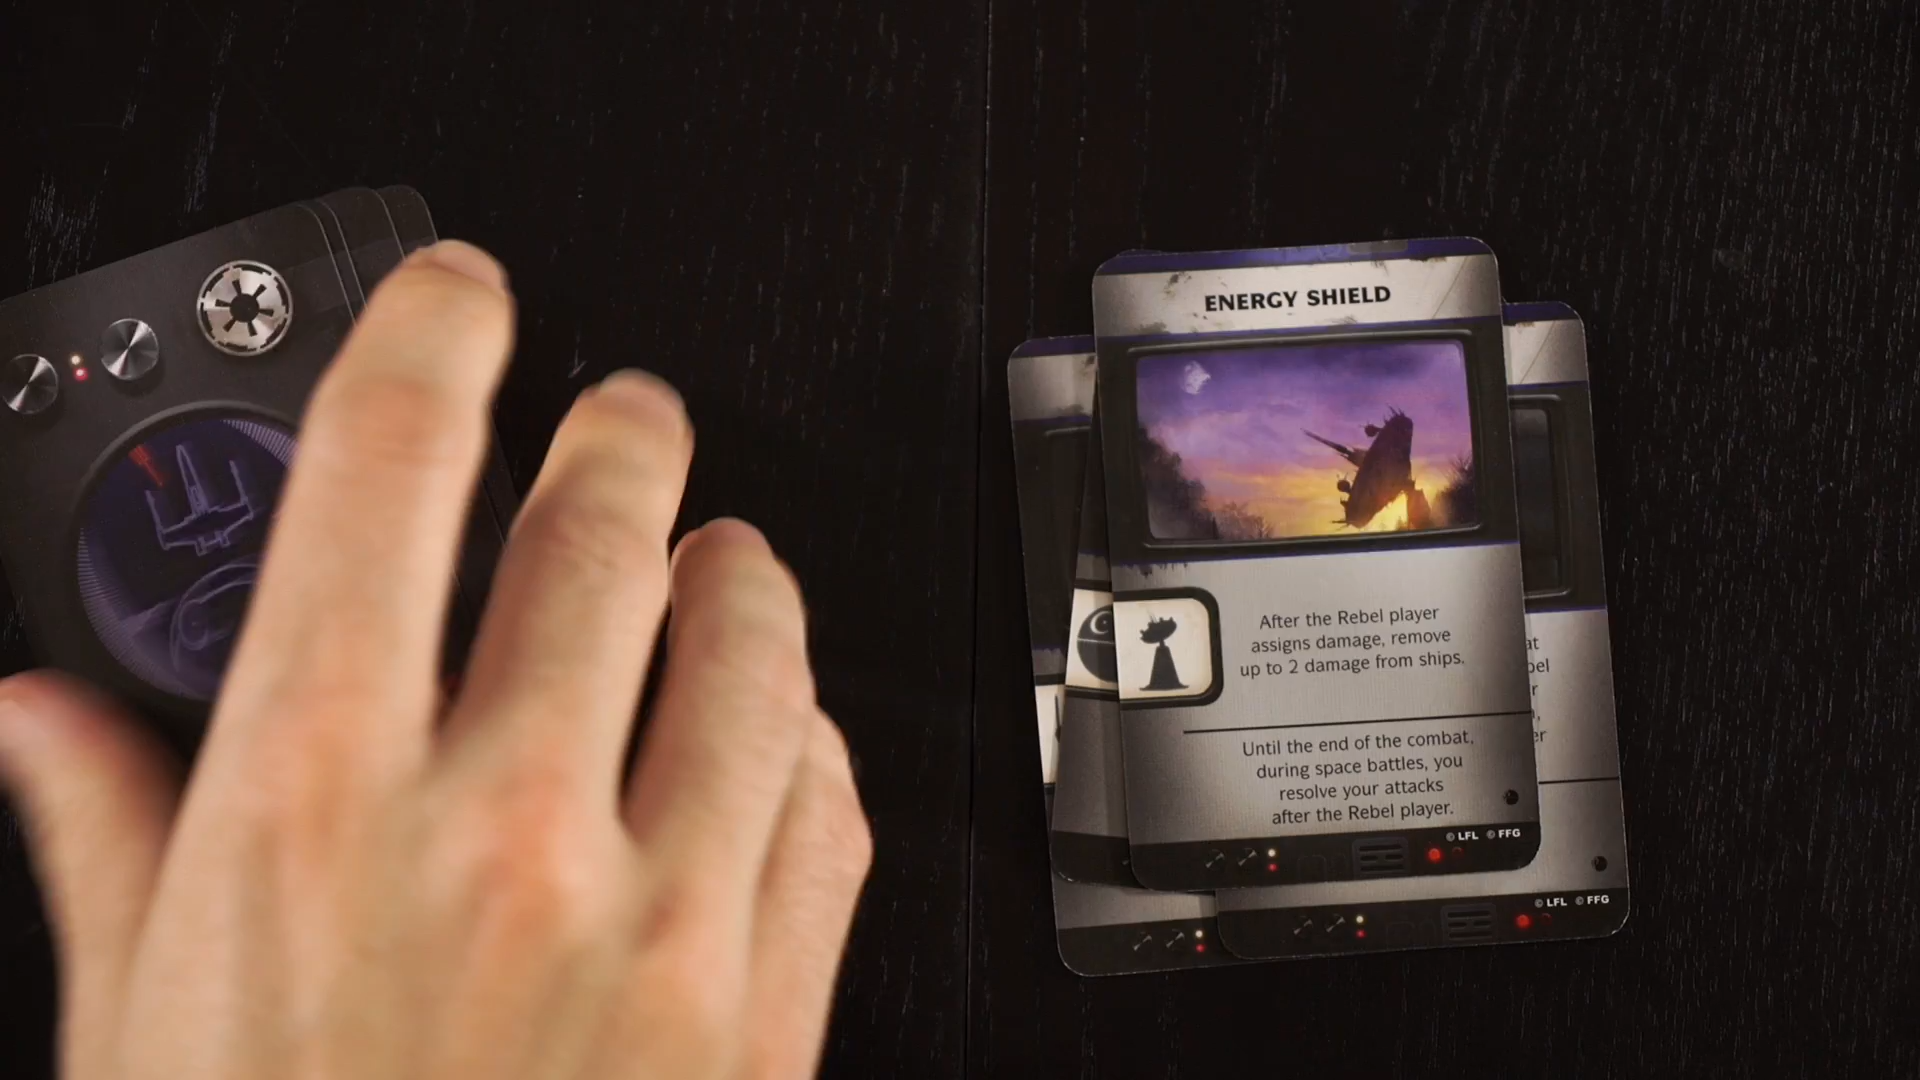 ENERGY SHIELD
After the Rebel player
assigns damage, remove
up to 2 damage from ships.
Until the end of the combat,
during space battles, you
resolve your attacks
after the Rebel player.
© LFL © FFG
© LFL © FFG